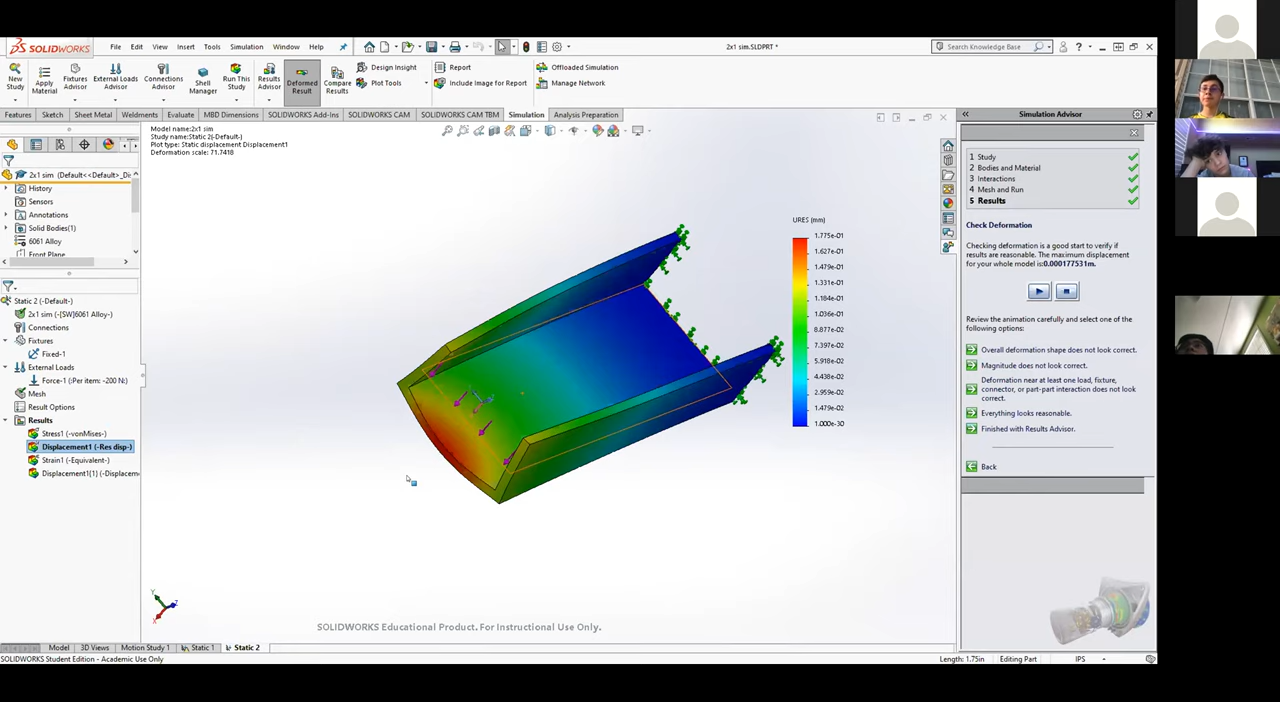 SOLIDWORKS File Edit View Insert Tools Simulation Window Help 2x1 sim.SLDPRT * Search Knowledge Base
New Study
Apply Material
Fixtures Advisor
External Loads Advisor
Connections Advisor
Shell Manager
Run This Study
Results Advisor
Deformed Result
Compare Results
Design Insight
Plot Tools
Report
Include Image for Report
Offloaded Simulation
Manage Network
Features Sketch Sheet Metal Weldments Evaluate MBD Dimensions SOLIDWORKS Add-Ins SOLIDWORKS CAM SOLIDWORKS CAM TBM Simulation Analysis Preparation
2x1 sim (Default<<Default>_Di
History
Sensors
Annotations
Solid Bodies(1)
6061 Alloy
Front Plane
Static 2 (-Default-)
2x1 sim (-[SW]6061 Alloy-)
Connections
Fixtures
Fixed-1
External Loads
Force-1 (:Per item: -200 N:)
Mesh
Result Options
Results
Stress1 (-vonMises-)
Displacement1 (-Res disp-)
Strain1 (-Equivalent-)
Displacement1(1) (-Displacem
Model name:2x1 sim
Study name:Static 2(-Default-)
Plot type: Static displacement Displacement1
Deformation scale: 71.7418
URES (mm)
1.775e-01
1.627e-01
1.479e-01
1.331e-01
1.184e-01
1.036e-01
8.877e-02
7.397e-02
5.918e-02
4.438e-02
2.959e-02
1.479e-02
1.000e-30
Y
Z
X
SOLIDWORKS Educational Product. For Instructional Use Only.
Simulation Advisor
1 Study
2 Bodies and Material
3 Interactions
4 Mesh and Run
5 Results
Check Deformation
Checking deformation is a good start to verify if
results are reasonable. The maximum displacement
for your whole model is:0.000177531m.
Review the animation carefully and select one of the
following options:
Overall deformation shape does not look correct.
Magnitude does not look correct.
Deformation near at least one load, fixture,
connector, or part-part interaction does not look
correct.
Everything looks reasonable.
Finished with Results Advisor.
Back
Model 3D Views Motion Study 1 Static 1 Static 2
SOLIDWORKS Student Edition - Academic Use Only Length: 1.75in Editing Part IPS